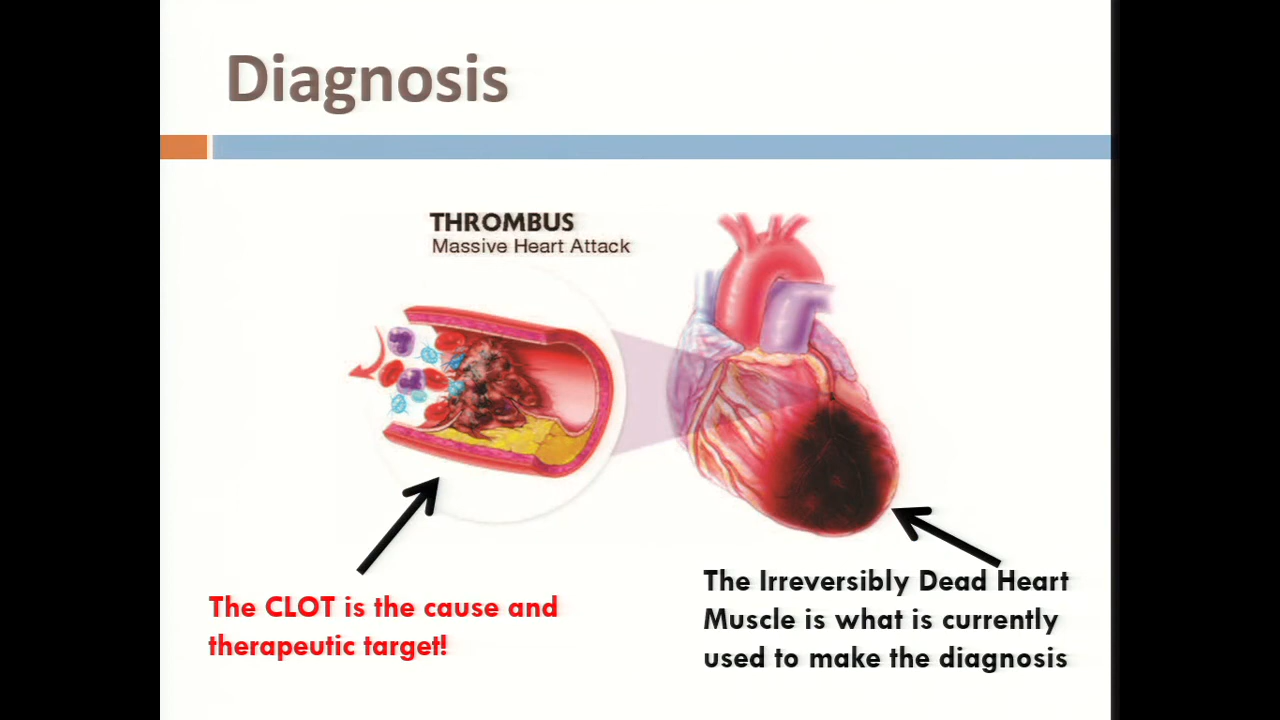 Diagnosis
THROMBUS
Massive Heart Attack
The CLOT is the cause and
therapeutic target!
The Irreversibly Dead Heart
Muscle is what is currently
used to make the diagnosis